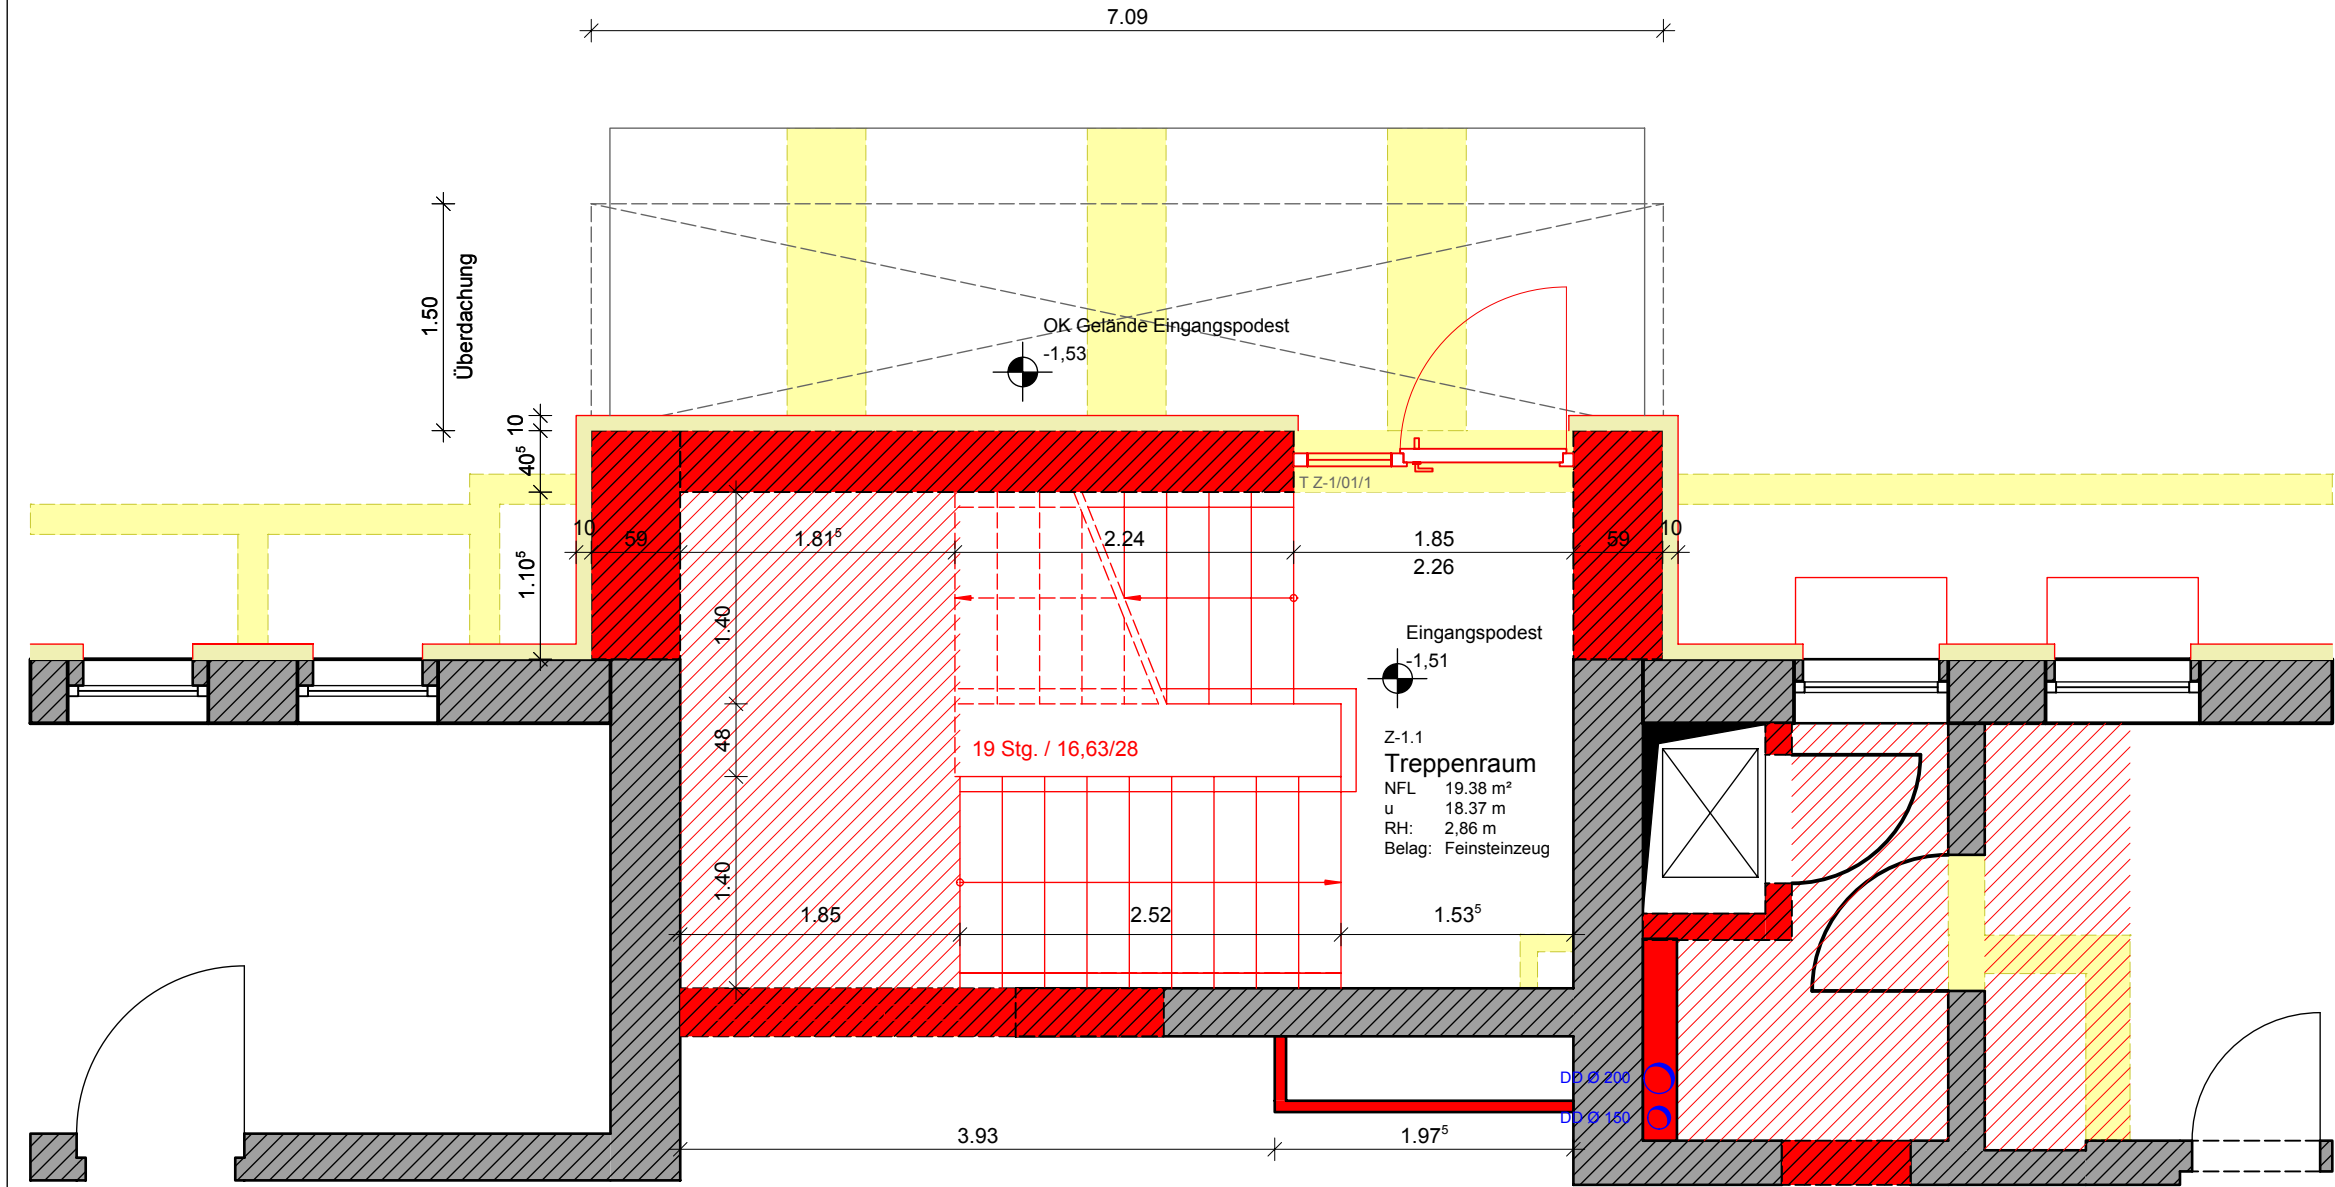 7.09
1.50
Überdachung
OK Gelände Eingangspodest
-1,53
10
40⁵
1.10⁵
T Z-1/01/1
10
59
1.81⁵
2.24
1.85
2.26
59
10
1.40
Eingangspodest
-1,51
48
19 Stg. / 16,63/28
Z-1.1
Treppenraum
NFL 19.38 m²
u 18.37 m
RH: 2,86 m
Belag: Feinsteinzeug
1.40
1.85
2.52
1.53⁵
DD Ø 200
DD Ø 150
3.93
1.97⁵